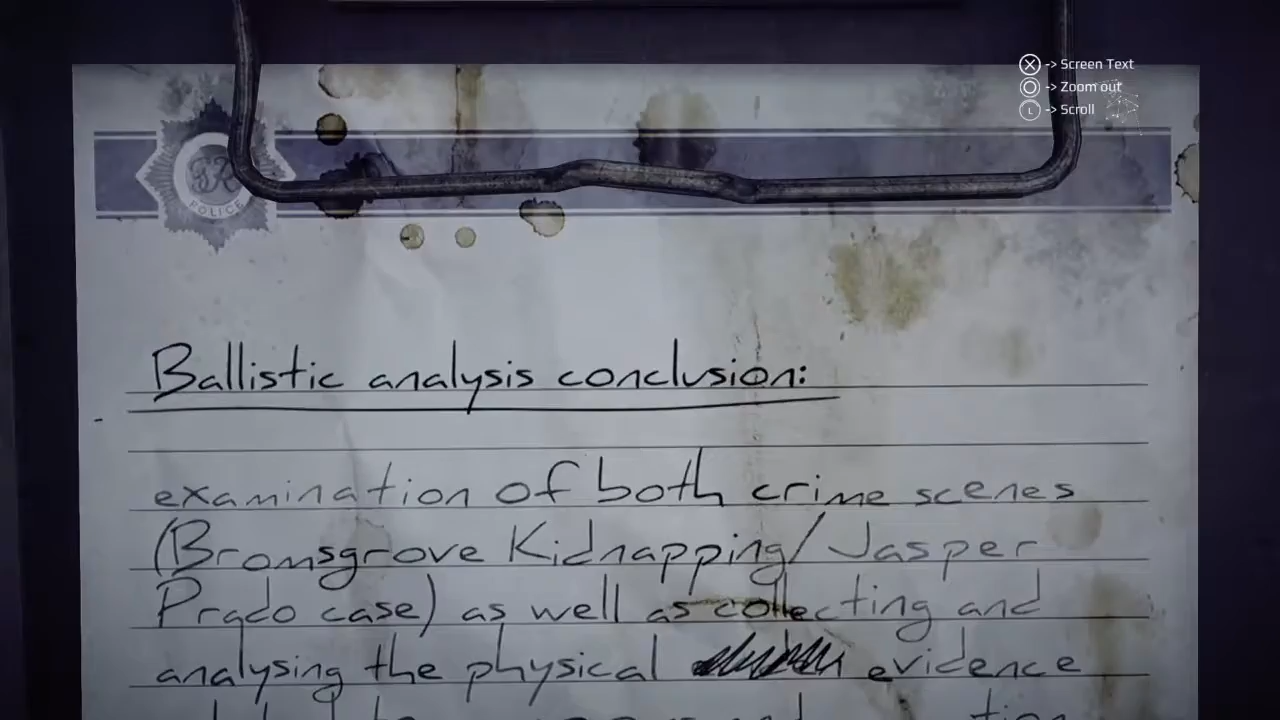 Ⓧ -> Screen Text
◯ -> Zoom out
Ⓛ -> Scroll
POLICE
Ballistic analysis conclusion:
examination of both crime scenes
(Bromsgrove Kidnapping/Jasper
Prado case) as well as collecting and
analysing the physical evidence